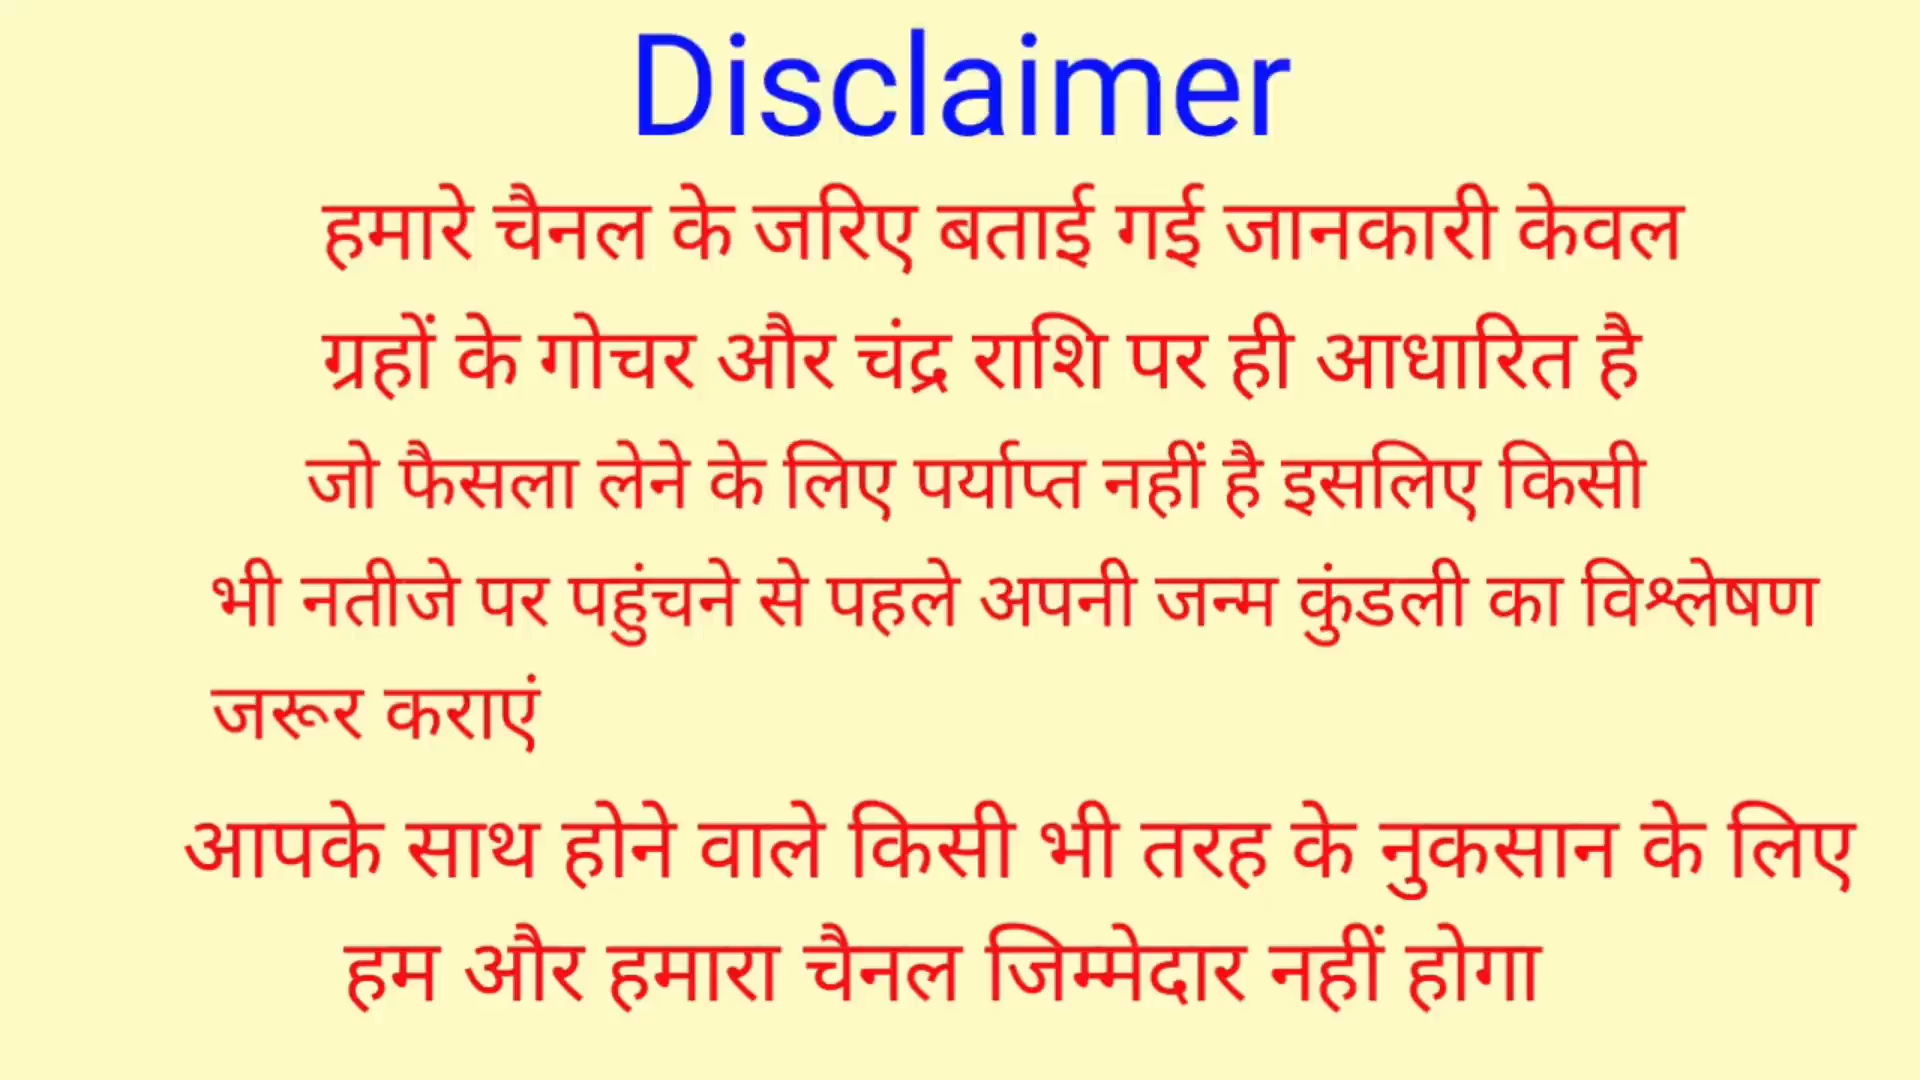 Disclaimer
हमारे चैनल के जरिए बताई गई जानकारी केवल
ग्रहों के गोचर और चंद्र राशि पर ही आधारित है
जो फैसला लेने के लिए पर्याप्त नहीं है इसलिए किसी
भी नतीजे पर पहुंचने से पहले अपनी जन्म कुंडली का विश्लेषण
जरूर कराएं
आपके साथ होने वाले किसी भी तरह के नुकसान के लिए
हम और हमारा चैनल जिम्मेदार नहीं होगा